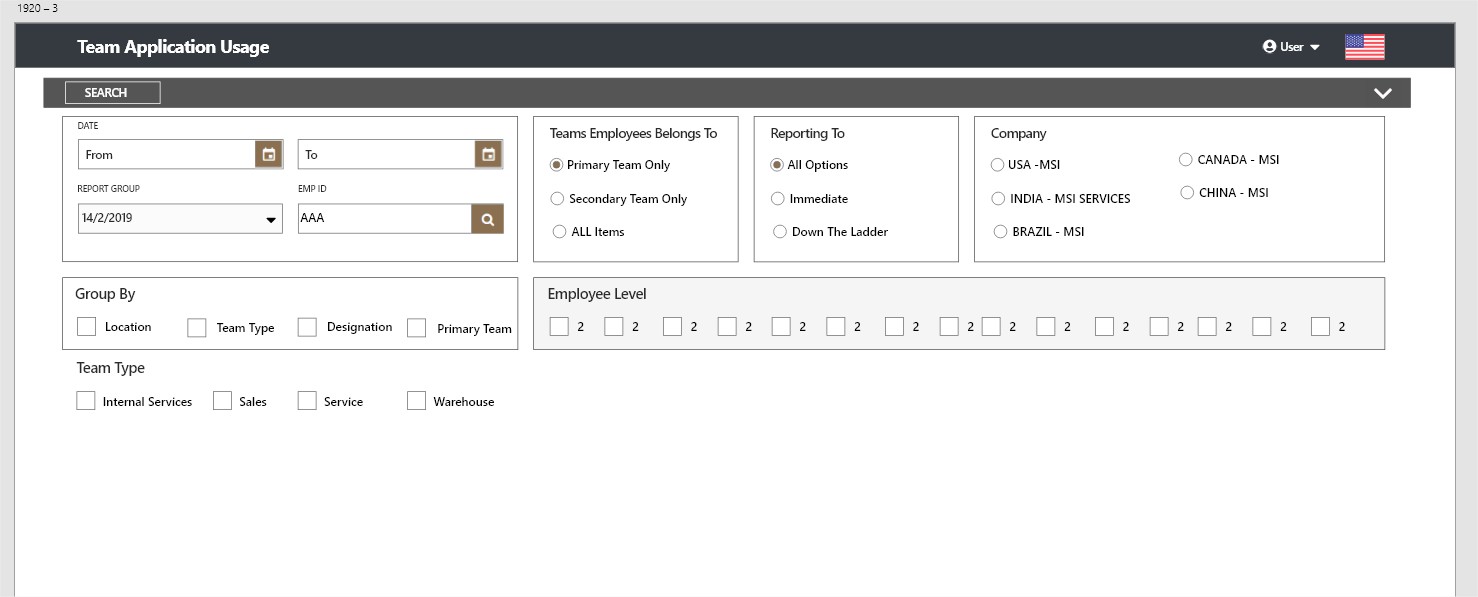 1920 – 3
Team Application Usage
User
SEARCH
DATE
From
To
REPORT GROUP
EMP ID
14/2/2019
AAA
Teams Employees Belongs To
Primary Team Only
Secondary Team Only
ALL Items
Reporting To
All Options
Immediate
Down The Ladder
Company
USA -MSI
INDIA - MSI SERVICES
BRAZIL - MSI
CANADA - MSI
CHINA - MSI
Group By
Location Team Type Designation Primary Team
Employee Level
2 2 2 2 2 2 2 2 2 2 2 2 2 2 2
Team Type
Internal Services Sales Service Warehouse